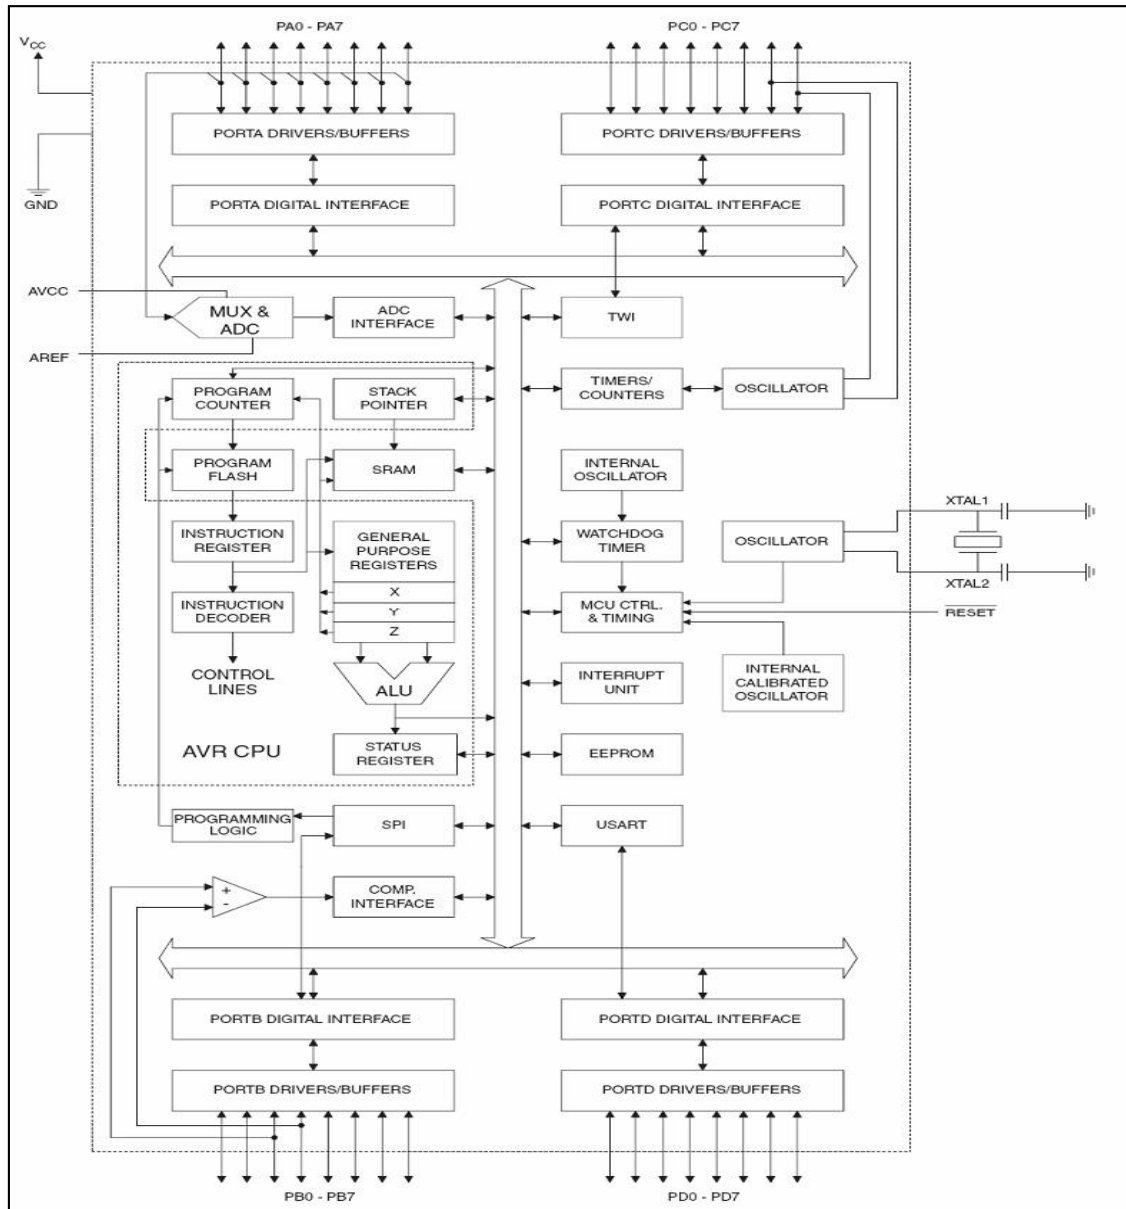 PA0 - PA7
PC0 - PC7
VCC
PORTA DRIVERS/BUFFERS
PORTC DRIVERS/BUFFERS
GND
PORTA DIGITAL INTERFACE
PORTC DIGITAL INTERFACE
AVCC
MUX &
ADC
ADC
INTERFACE
TWI
AREF
PROGRAM
COUNTER
STACK
POINTER
TIMERS/
COUNTERS
OSCILLATOR
PROGRAM
FLASH
SRAM
INTERNAL
OSCILLATOR
XTAL1
INSTRUCTION
REGISTER
GENERAL
PURPOSE
REGISTERS
WATCHDOG
TIMER
OSCILLATOR
XTAL2
X
INSTRUCTION
DECODER
Y
Z
MCU CTRL.
& TIMING
RESET
CONTROL
LINES
ALU
INTERRUPT
UNIT
INTERNAL
CALIBRATED
OSCILLATOR
AVR CPU
STATUS
REGISTER
EEPROM
PROGRAMMING
LOGIC
SPI
USART
+
-
COMP.
INTERFACE
PORTB DIGITAL INTERFACE
PORTD DIGITAL INTERFACE
PORTB DRIVERS/BUFFERS
PORTD DRIVERS/BUFFERS
PB0 - PB7
PD0 - PD7